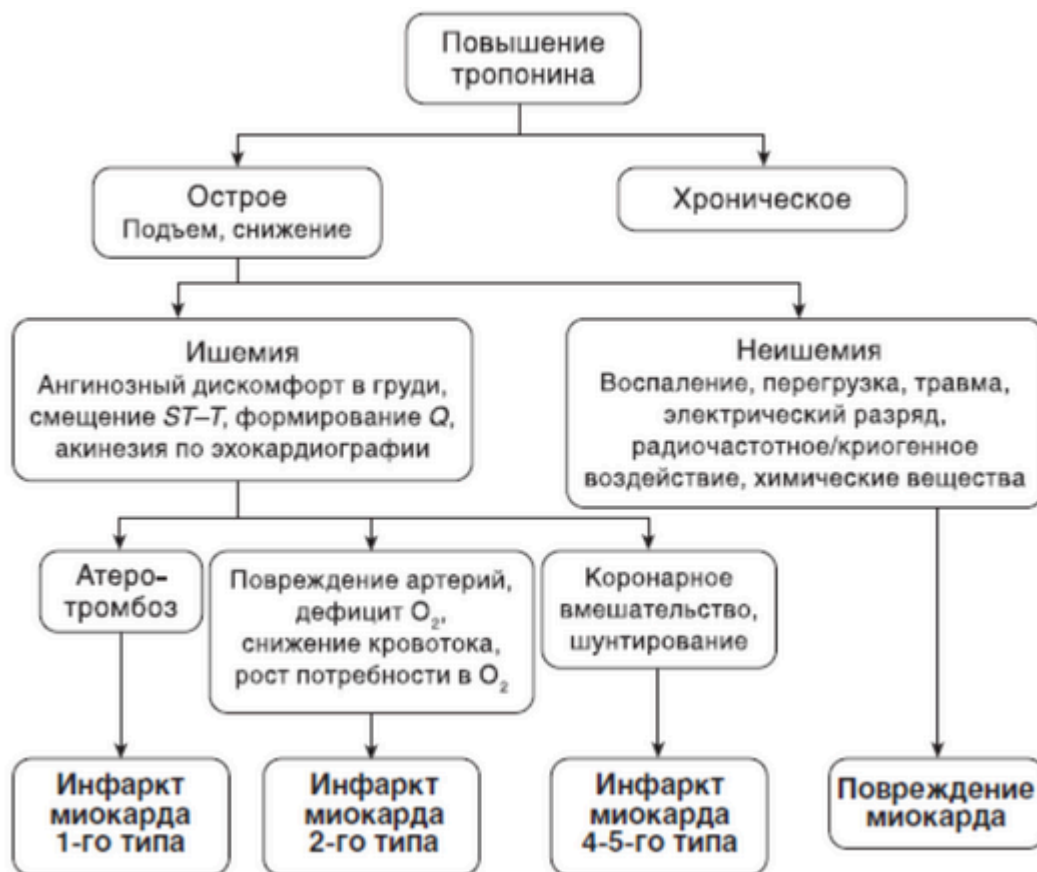 Повышение
тропонина
Острое
Подъем, снижение
Хроническое
Ишемия
Ангинозный дискомфорт в груди,
смещение ST–T, формирование Q,
акинезия по эхокардиографии
Неишемия
Воспаление, перегрузка, травма,
электрический разряд,
радиочастотное/криогенное
воздействие, химические вещества
Атеро-
тромбоз
Повреждение артерий,
дефицит O₂,
снижение кровотока,
рост потребности в O₂
Коронарное
вмешательство,
шунтирование
Инфаркт
миокарда
1-го типа
Инфаркт
миокарда
2-го типа
Инфаркт
миокарда
4-5-го типа
Повреждение
миокарда